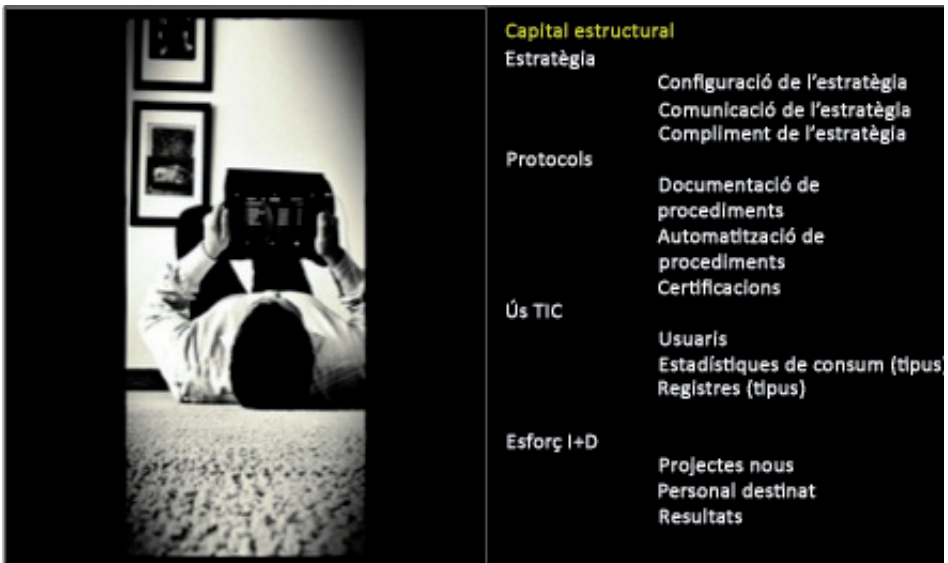 Capital estructural
Estratègia
Configuració de l'estratègia
Comunicació de l'estratègia
Compliment de l'estratègia
Protocols
Documentació de
procediments
Automatització de
procediments
Certificacions
Ús TIC
Usuaris
Estadístiques de consum (tipus)
Registres (tipus)
Esforç I+D
Projectes nous
Personal destinat
Resultats